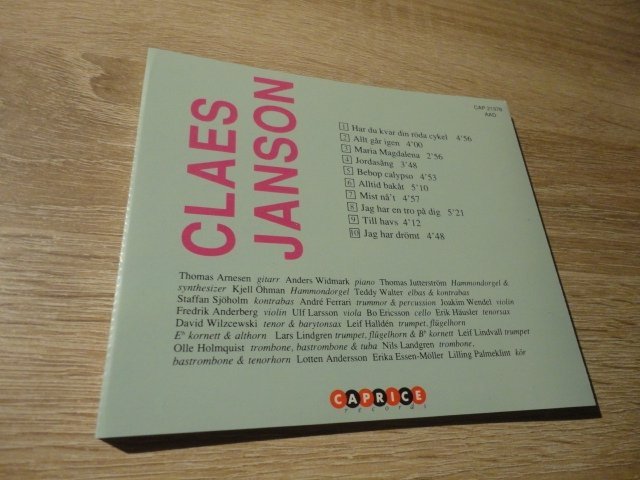 CLAES
JANSON
CAP 21378
AAD
1 Har du kvar din röda cykel 4'56
2 Allt går igen 4'00
3 Maria Magdalena 2'56
4 Jordasång 3'48
5 Bebop calypso 4'53
6 Alltid bakåt 5'10
7 Mist nå't 4'57
8 Jag har en tro på dig 5'21
9 Till havs 4'12
10 Jag har drömt 4'48
Thomas Arnesen gitarr Anders Widmark piano Thomas Jutterström Hammondorgel &
synthesizer Kjell Öhman Hammondorgel Teddy Walter elbas & kontrabas
Staffan Sjöholm kontrabas André Ferrari trummor & percussion Joakim Wendel violin
Fredrik Anderberg violin Ulf Larsson viola Bo Ericsson cello Erik Häusler tenorsax
David Wilzcewski tenor & barytonsax Leif Halldén trumpet, flügelhorn
Eb kornett & althorn Lars Lindgren trumpet, flügelhorn & Bb kornett Leif Lindvall trumpet
Olle Holmquist trombone, bastrombone & tuba Nils Landgren trombone,
bastrombone & tenorhorn Lotten Andersson Erika Essen-Möller Lilling Palmeklint kör
CAPRICE
records